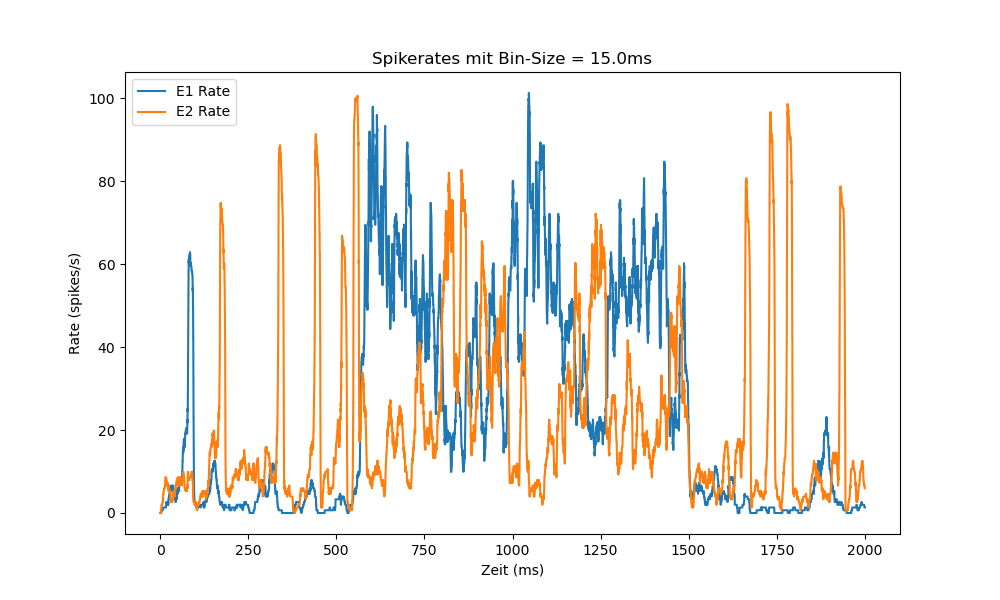 Spikerates mit Bin-Size = 15.0ms
E1 Rate
E2 Rate
100
80
60
40
20
0
Rate (spikes/s)
0 250 500 750 1000 1250 1500 1750 2000
Zeit (ms)